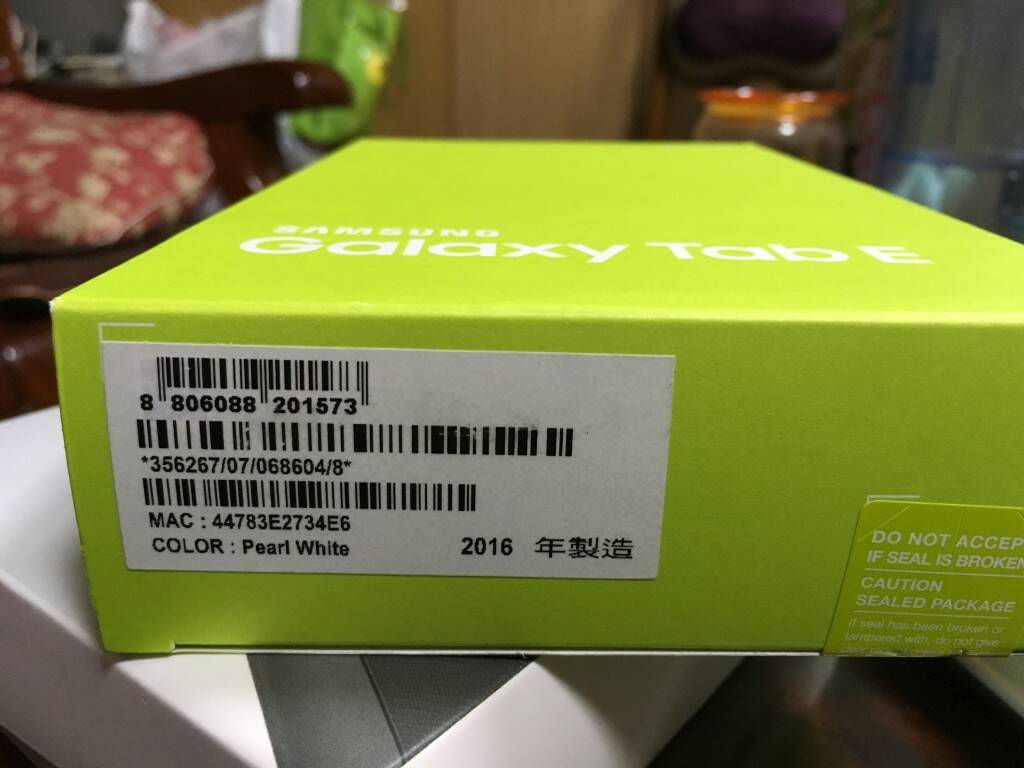 SAMSUNG
Galaxy Tab E
8 806088 201573
*356267/07/068604/8*
MAC : 44783E2734E6
COLOR : Pearl White 2016 年製造
DO NOT ACCEP
IF SEAL IS BROKEN
CAUTION
SEALED PACKAGE
If seal has been broken or
tampered with, do not give